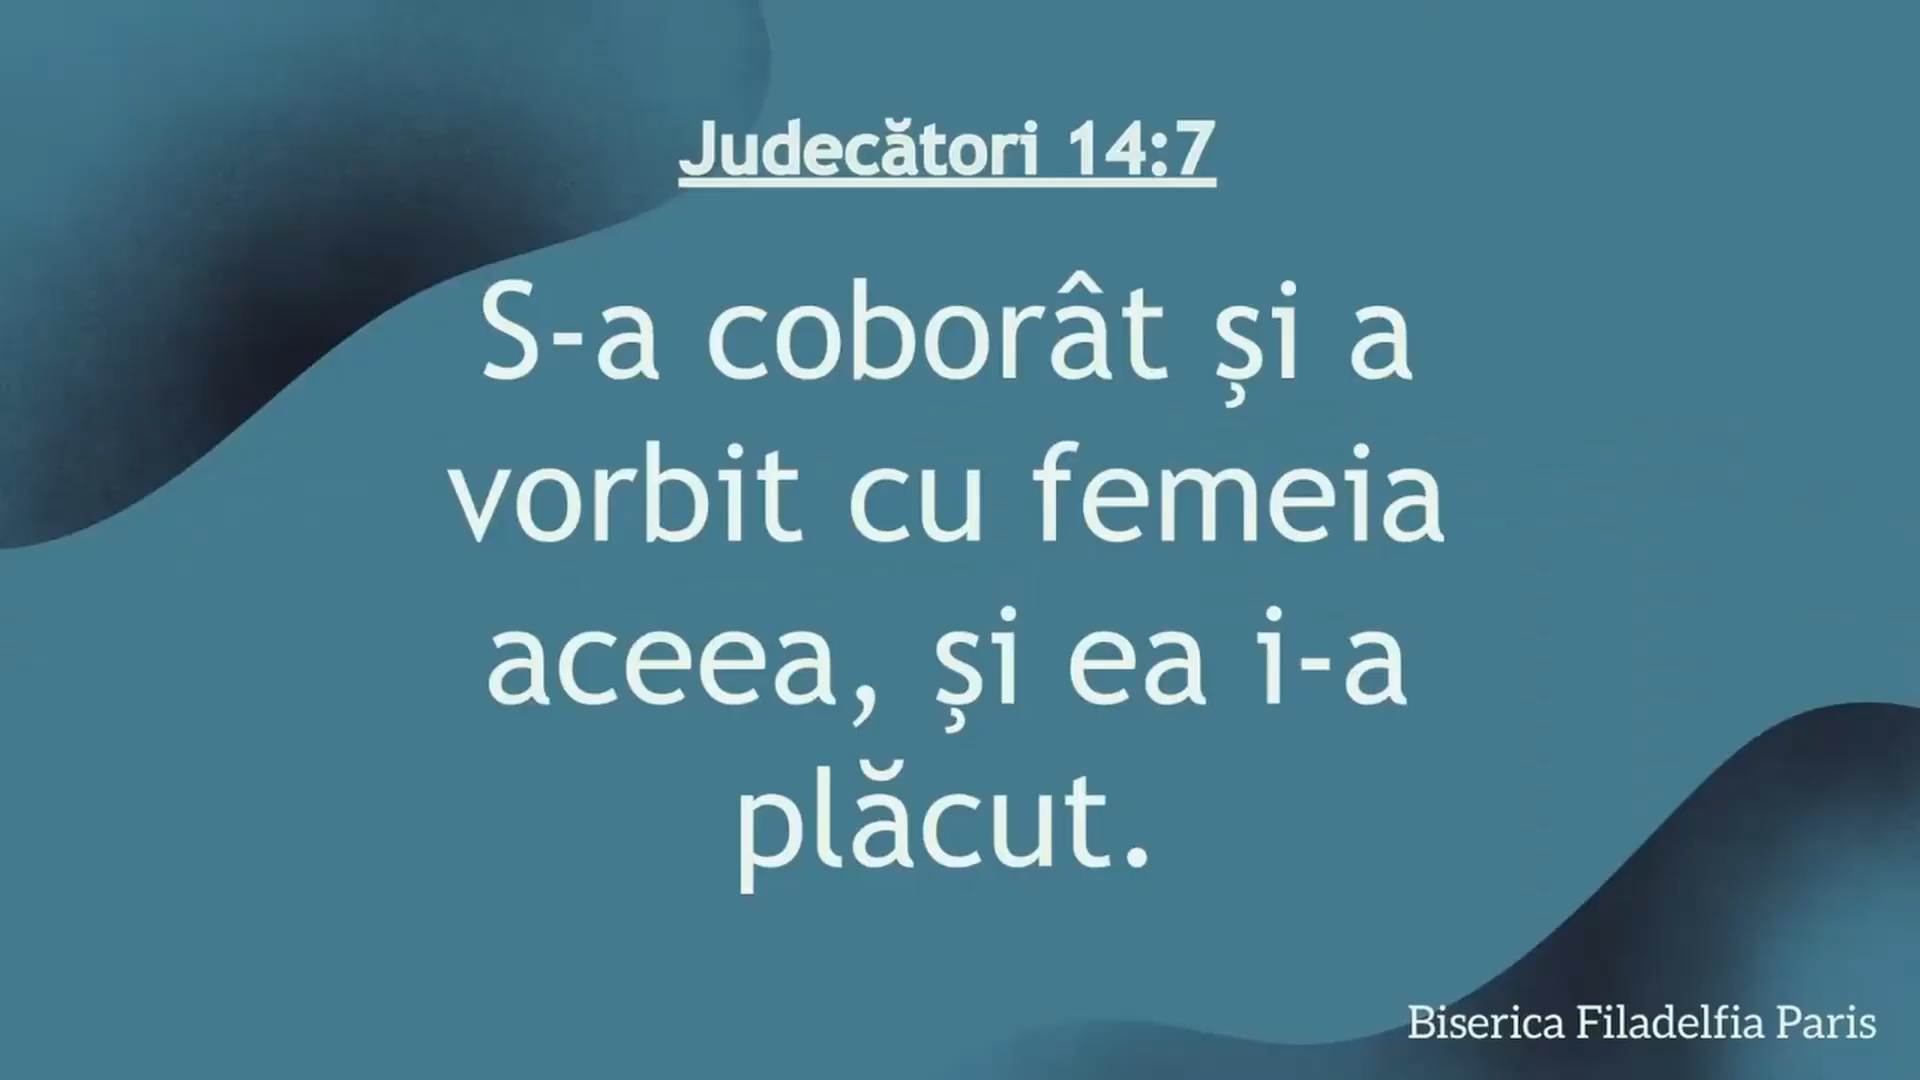 Judecători 14:7
S-a coborât și a
vorbit cu femeia
aceea, și ea i-a
plăcut.
Biserica Filadelfia Paris